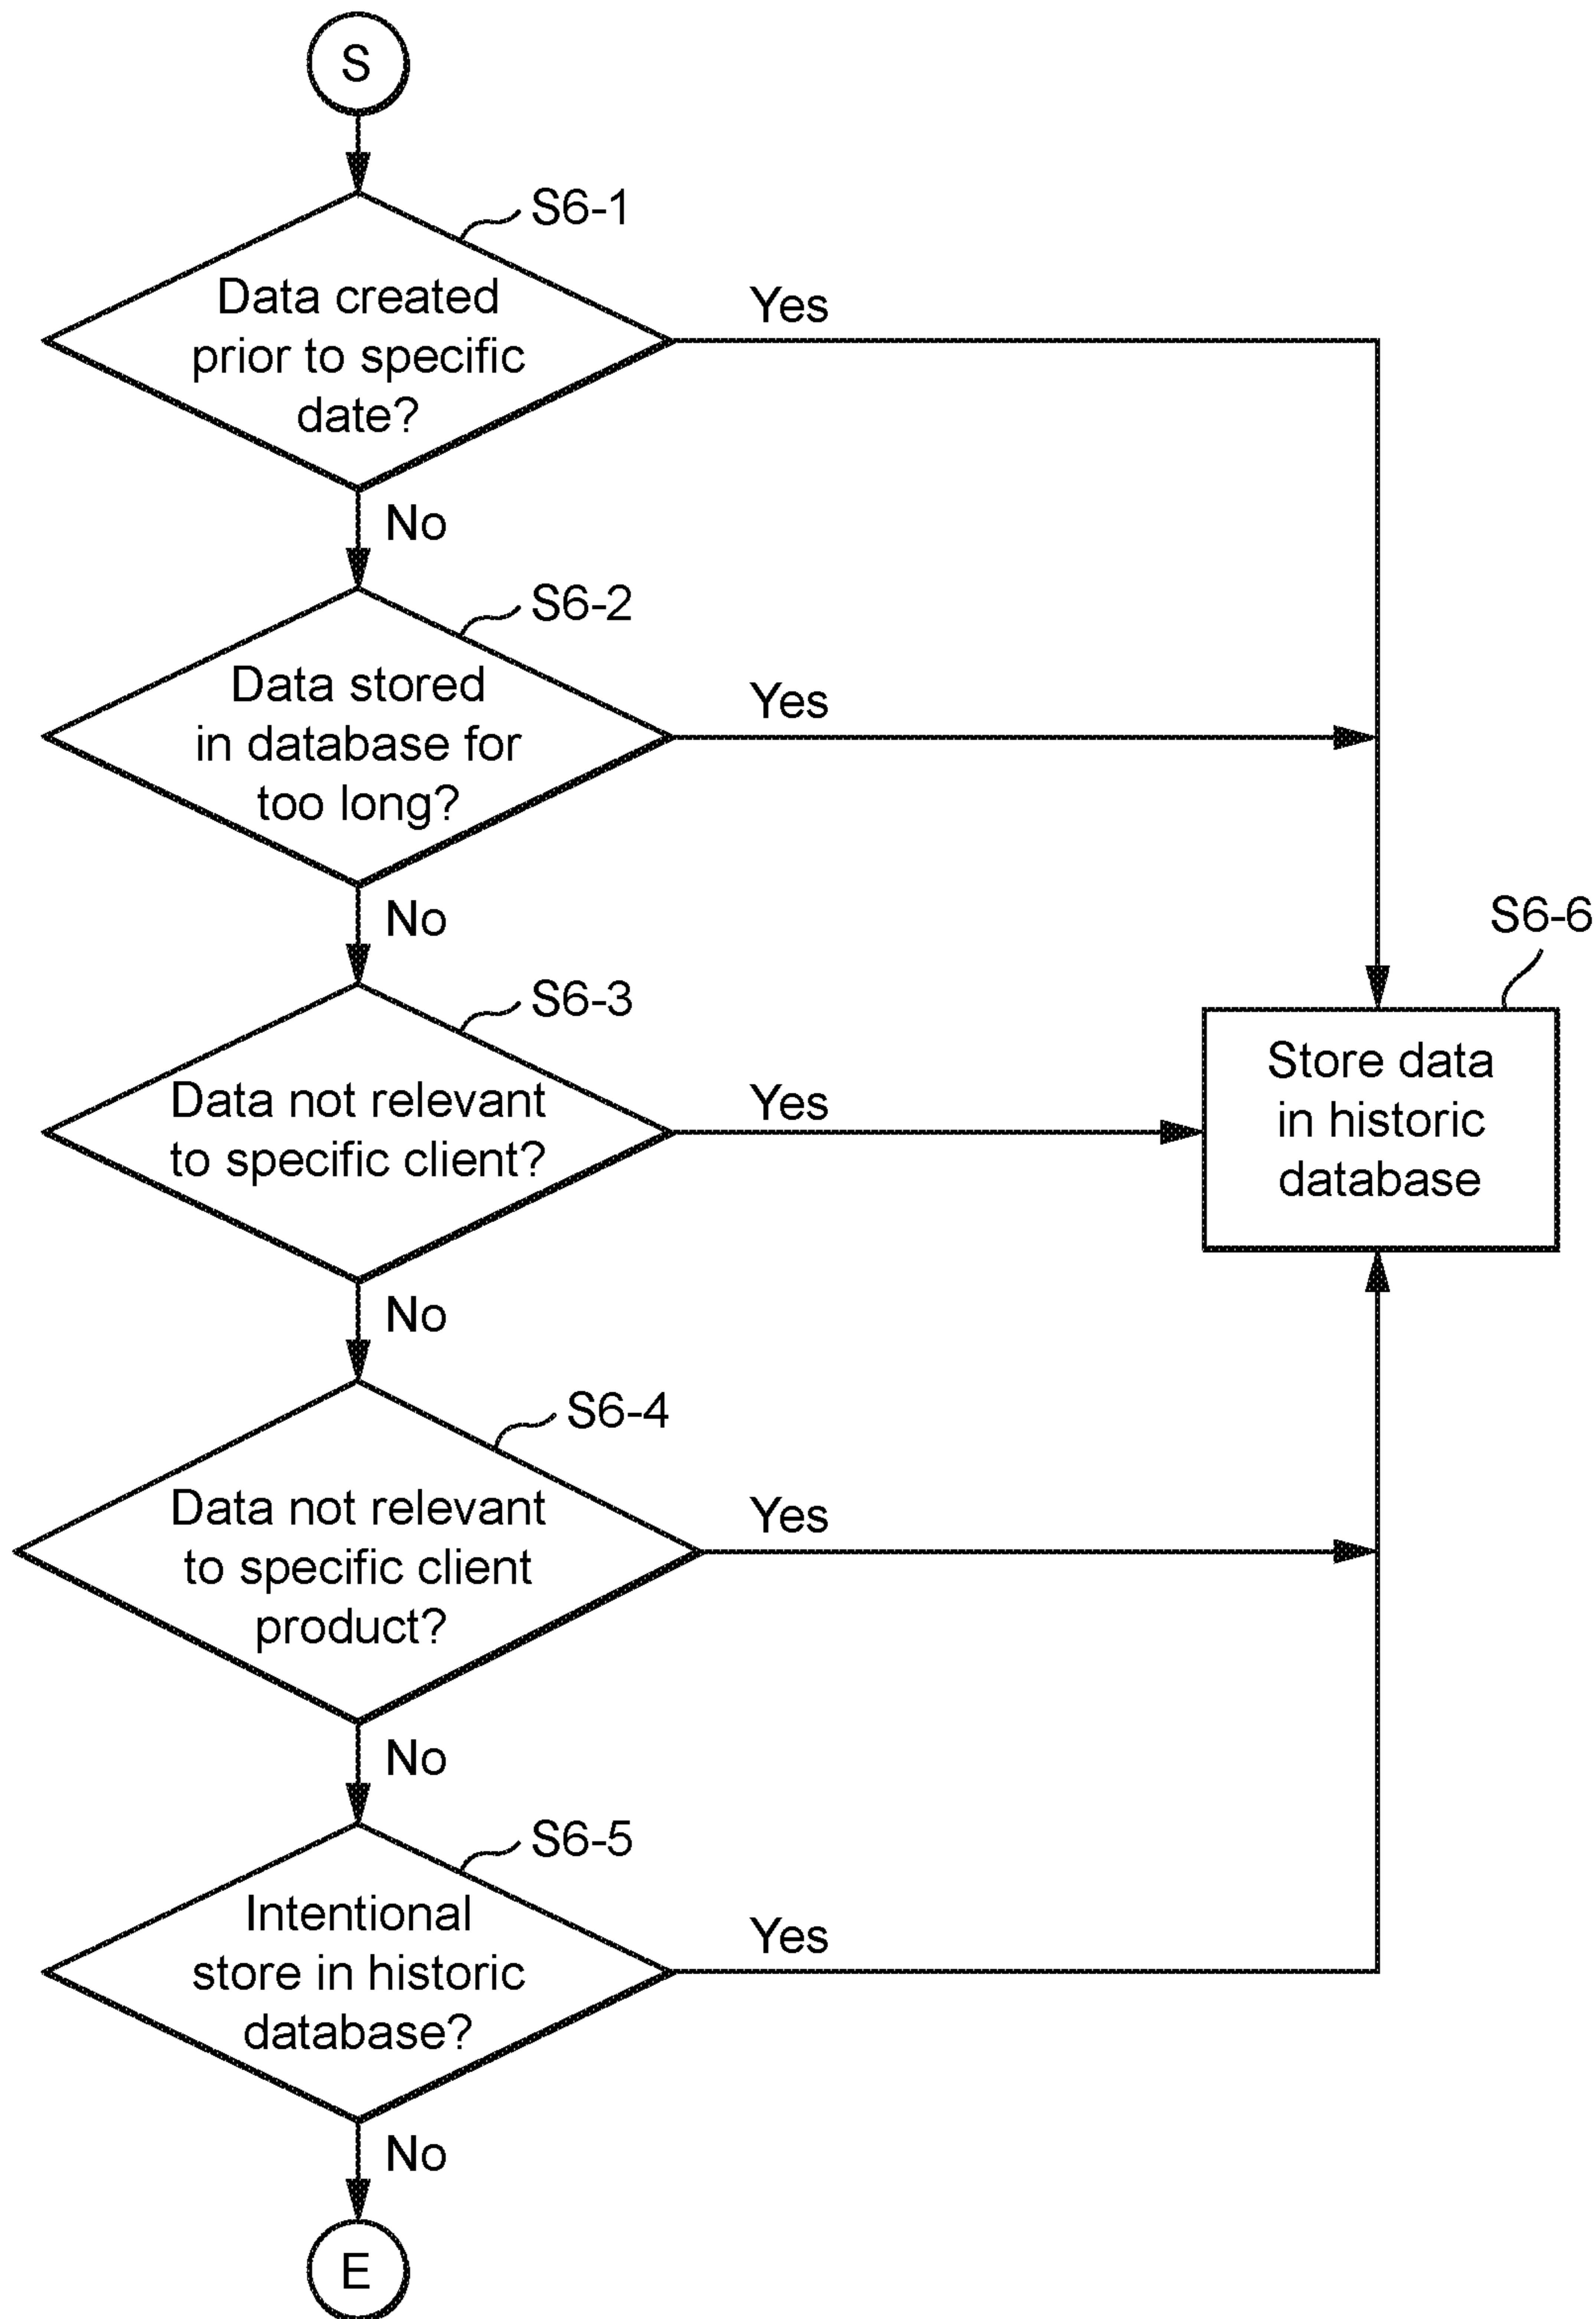 S
S6-1
Data created
prior to specific
date?
Yes
No
S6-2
Data stored
in database for
too long?
Yes
No
S6-3
Data not relevant
to specific client?
Yes
No
S6-4
Data not relevant
to specific client
product?
Yes
No
S6-5
Intentional
store in historic
database?
Yes
No
E
S6-6
Store data
in historic
database